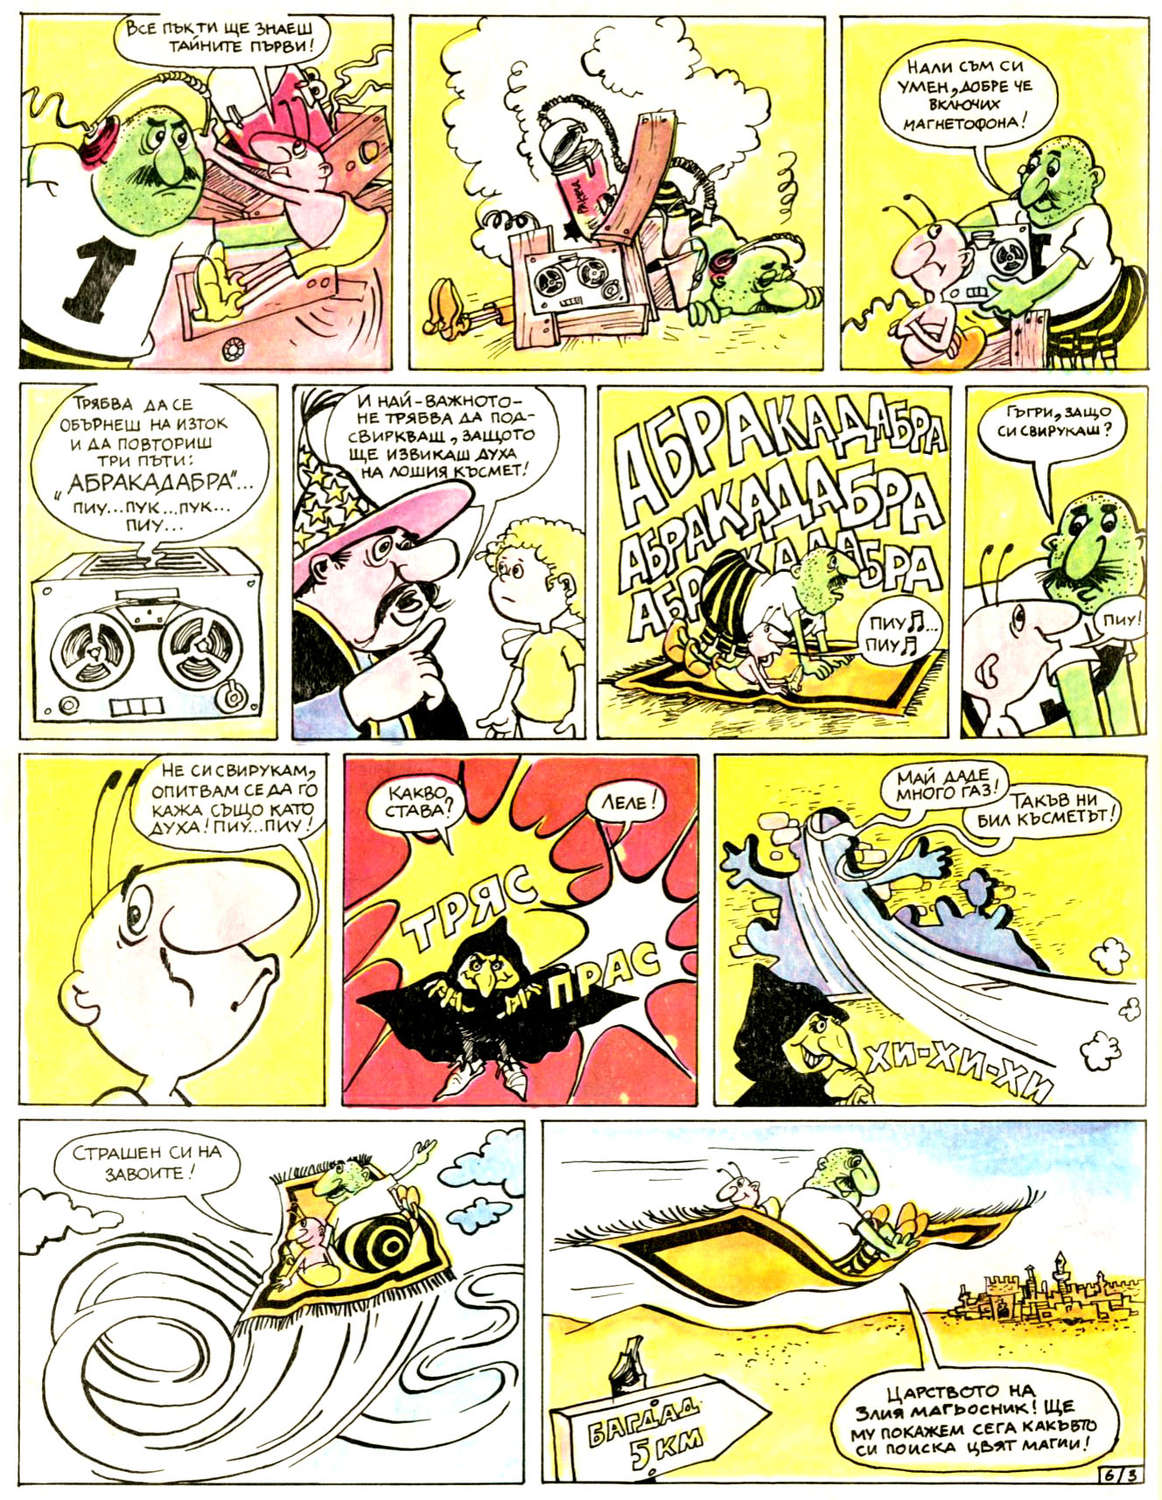 ВСЕ ПЪК ТИ ЩЕ ЗНАЕШ
ТАЙНИТЕ ПЪРВИ!
1
НАЛИ СЪМ СИ
УМЕН, ДОБРЕ ЧЕ
ВКЛЮЧИХ
МАГНЕТОФОНА!
ТРЯБВА ДА СЕ
ОБЪРНЕШ НА ИЗТОК
И ДА ПОВТОРИШ
ТРИ ПЪТИ:
„АБРАКАДАБРА"...
ПИУ...ПУК...ПУК...
ПИУ...
И НАЙ-ВАЖНОТО-
НЕ ТРЯБВА ДА ПОД-
СВИРКВАШ, ЗАЩОТО
ЩЕ ИЗВИКАШ ДУХА
НА ЛОШИЯ КЪСМЕТ!
АБРАКАДАБРА
АБРАКАДАБРА
АБРАКАДАБРА
ПИУ♫...
ПИУ♫
ГЪГРИ, ЗАЩО
СИ СВИРУКАШ?
ПИУ!
НЕ СИ СВИРУКАМ,
ОПИТВАМ СЕ ДА ГО
КАЖА СЪЩО КАТО
ДУХА! ПИУ...ПИУ!
КАКВО
СТАВА?
ЛЕЛЕ!
ТРЯС
ПРАС
МАЙ ДАДЕ
МНОГО ГАЗ!
ТАКЪВ НИ
БИЛ КЪСМЕТЪТ!
ХИ-ХИ-ХИ
СТРАШЕН СИ НА
ЗАВОИТЕ!
БАГДАД
5 КМ
ЦАРСТВОТО НА
ЗЛИЯ МАГЬОСНИК! ЩЕ
МУ ПОКАЖЕМ СЕГА КАКЪВТО
СИ ПОИСКА ЦВЯТ МАГИИ!
6/3